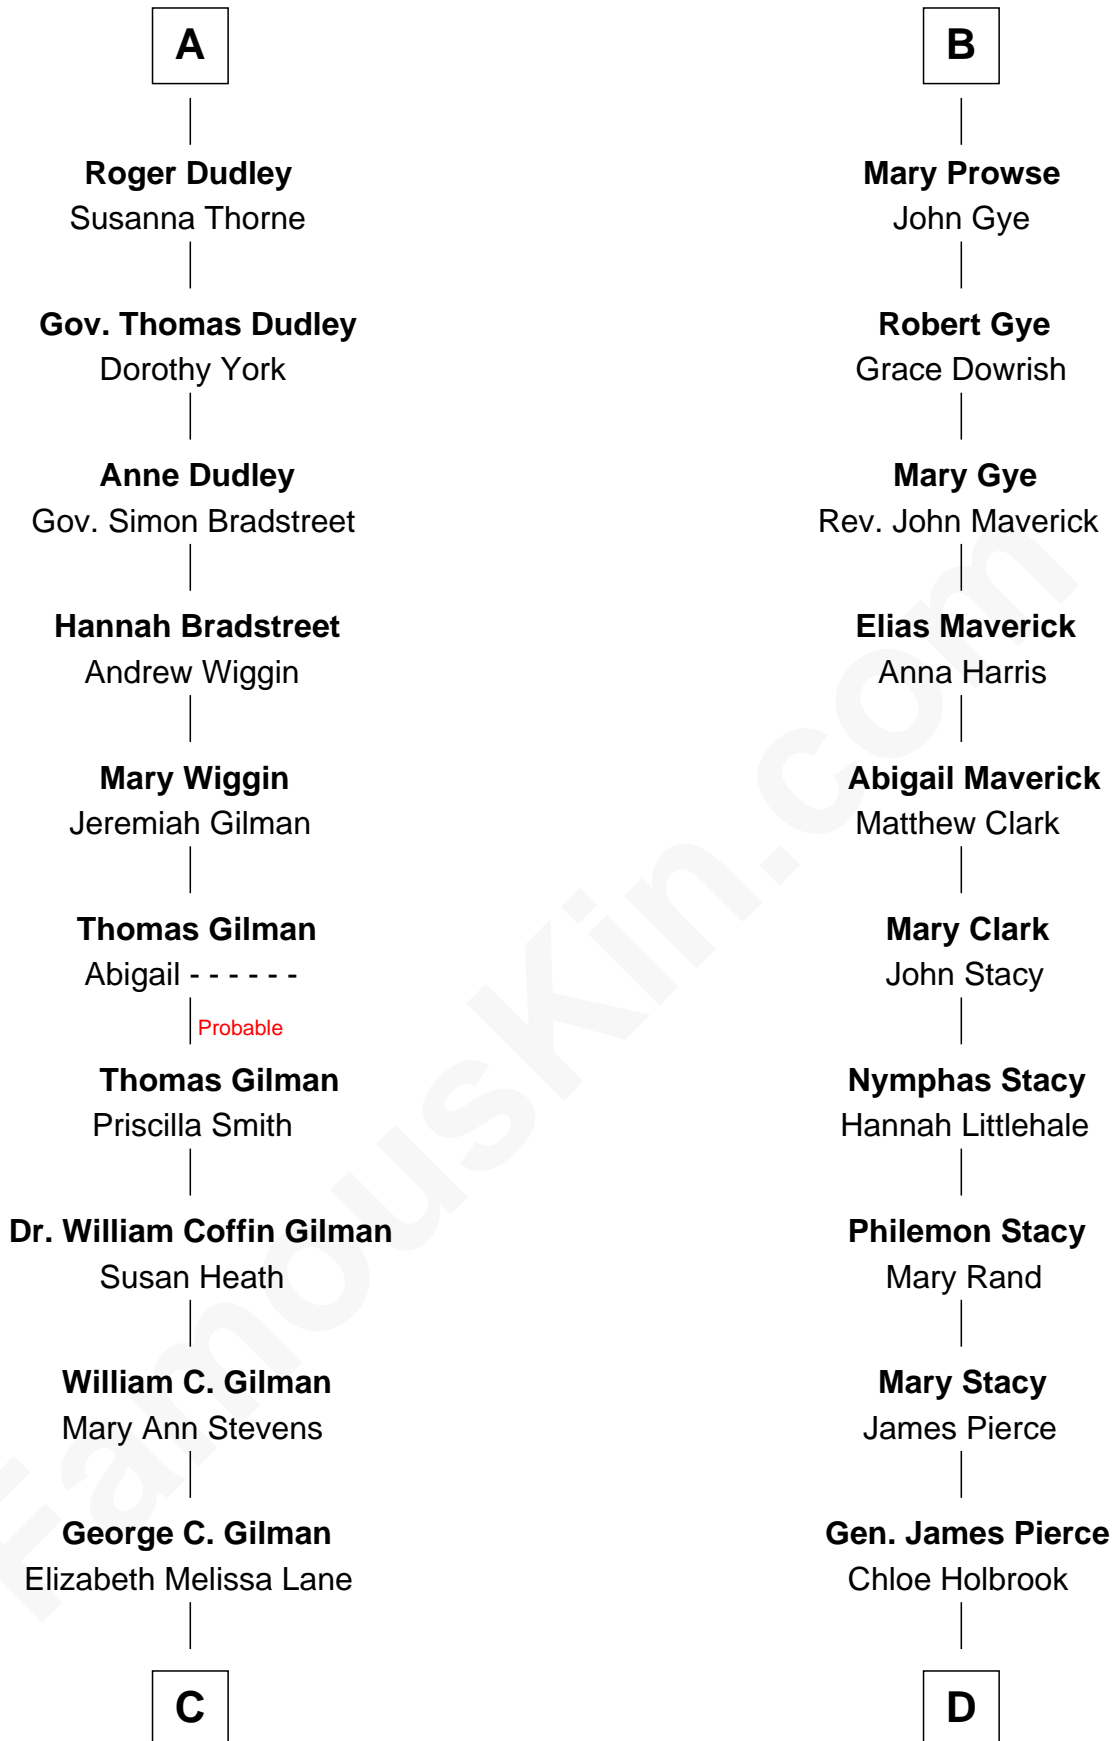 A
Roger Dudley
Susanna Thorne
Gov. Thomas Dudley
Dorothy York
Anne Dudley
Gov. Simon Bradstreet
Hannah Bradstreet
Andrew Wiggin
Mary Wiggin
Jeremiah Gilman
Thomas Gilman
Abigail - - - - - -
Probable
Thomas Gilman
Priscilla Smith
Dr. William Coffin Gilman
Susan Heath
William C. Gilman
Mary Ann Stevens
George C. Gilman
Elizabeth Melissa Lane
C
B
Mary Prowse
John Gye
Robert Gye
Grace Dowrish
Mary Gye
Rev. John Maverick
Elias Maverick
Anna Harris
Abigail Maverick
Matthew Clark
Mary Clark
John Stacy
Nymphas Stacy
Hannah Littlehale
Philemon Stacy
Mary Rand
Mary Stacy
James Pierce
Gen. James Pierce
Chloe Holbrook
D
FamousKin.com